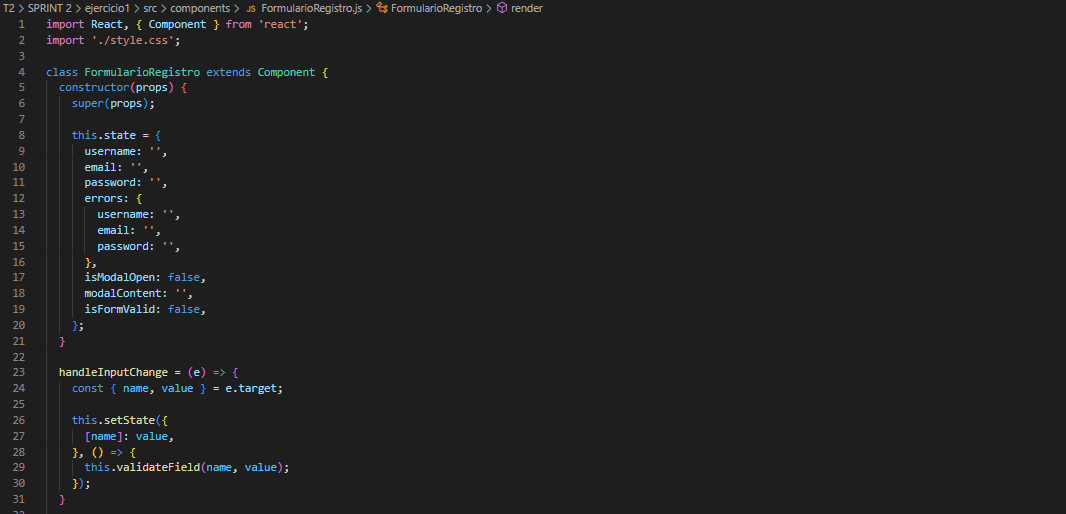 T2 > SPRINT 2 > ejercicio1 > src > components > JS FormularioRegistro.js > FormularioRegistro > render
1 import React, { Component } from 'react';
2 import './style.css';
3
4 class FormularioRegistro extends Component {
5   constructor(props) {
6     super(props);
7
8     this.state = {
9       username: '',
10       email: '',
11       password: '',
12       errors: {
13         username: '',
14         email: '',
15         password: '',
16       },
17       isModalOpen: false,
18       modalContent: '',
19       isFormValid: false,
20     };
21   }
22
23   handleInputChange = (e) => {
24     const { name, value } = e.target;
25
26     this.setState({
27       [name]: value,
28     }, () => {
29       this.validateField(name, value);
30     });
31   }